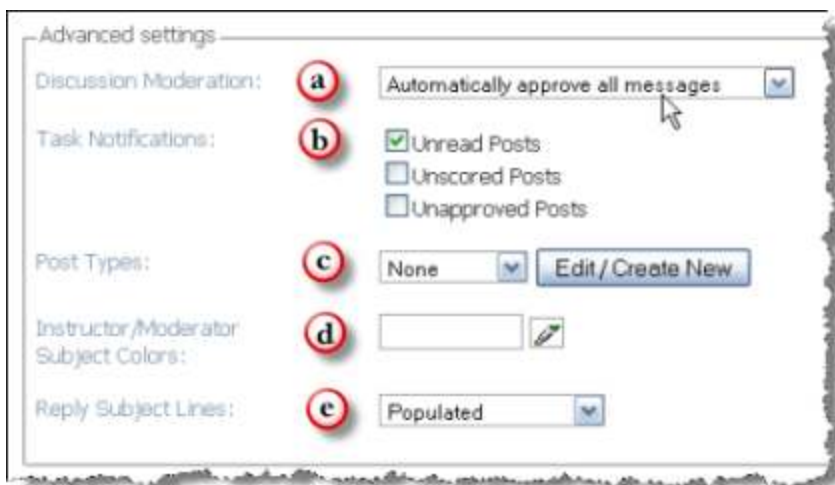 Advanced settings
Discussion Moderation: a Automatically approve all messages
Task Notifications: b Unread Posts
Unscored Posts
Unapproved Posts
Post Types: c None Edit / Create New
Instructor/Moderator
Subject Colors: d
Reply Subject Lines: e Populated